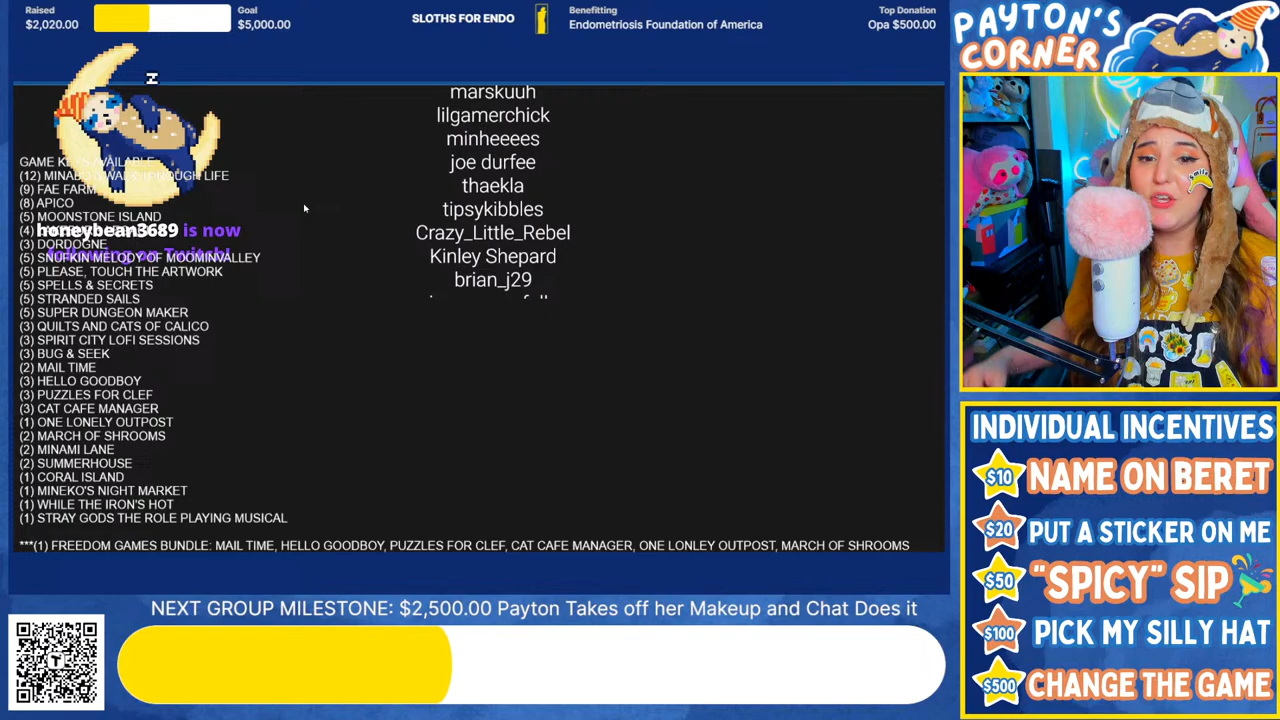 Raised
$2,020.00
Goal
$5,000.00
SLOTHS FOR ENDO
Benefitting
Endometriosis Foundation of America
Top Donation
Opa $500.00
PAYTON'S
CORNER
Z
marskuuh
lilgamerchick
minheeees
joe durfee
thaekla
tipsykibbles
Crazy_Little_Rebel
Kinley Shepard
brian_j29
GAME KEYS AVAILABLE
(12) MINABO LIFE
(9) FAE FARM
(8) APICO
(5) MOONSTONE ISLAND
honeybean3689 is now
following on Twitch!
(3) DORDOGNE
(5) SNUFKIN MELODY OF MOOMINVALLEY
(5) PLEASE, TOUCH THE ARTWORK
(5) SPELLS & SECRETS
(5) STRANDED SAILS
(5) SUPER DUNGEON MAKER
(3) QUILTS AND CATS OF CALICO
(3) SPIRIT CITY LOFI SESSIONS
(3) BUG & SEEK
(2) MAIL TIME
(3) HELLO GOODBOY
(3) PUZZLES FOR CLEF
(3) CAT CAFE MANAGER
(1) ONE LONELY OUTPOST
(2) MARCH OF SHROOMS
(2) MINAMI LANE
(2) SUMMERHOUSE
(1) CORAL ISLAND
(1) MINEKO'S NIGHT MARKET
(1) WHILE THE IRON'S HOT
(1) STRAY GODS THE ROLE PLAYING MUSICAL
***(1) FREEDOM GAMES BUNDLE: MAIL TIME, HELLO GOODBOY, PUZZLES FOR CLEF, CAT CAFE MANAGER, ONE LONLEY OUTPOST, MARCH OF SHROOMS
Smile
INDIVIDUAL INCENTIVES
$10 NAME ON BERET
$20 PUT A STICKER ON ME
$50 "SPICY" SIP
$100 PICK MY SILLY HAT
$500 CHANGE THE GAME
NEXT GROUP MILESTONE: $2,500.00 Payton Takes off her Makeup and Chat Does it